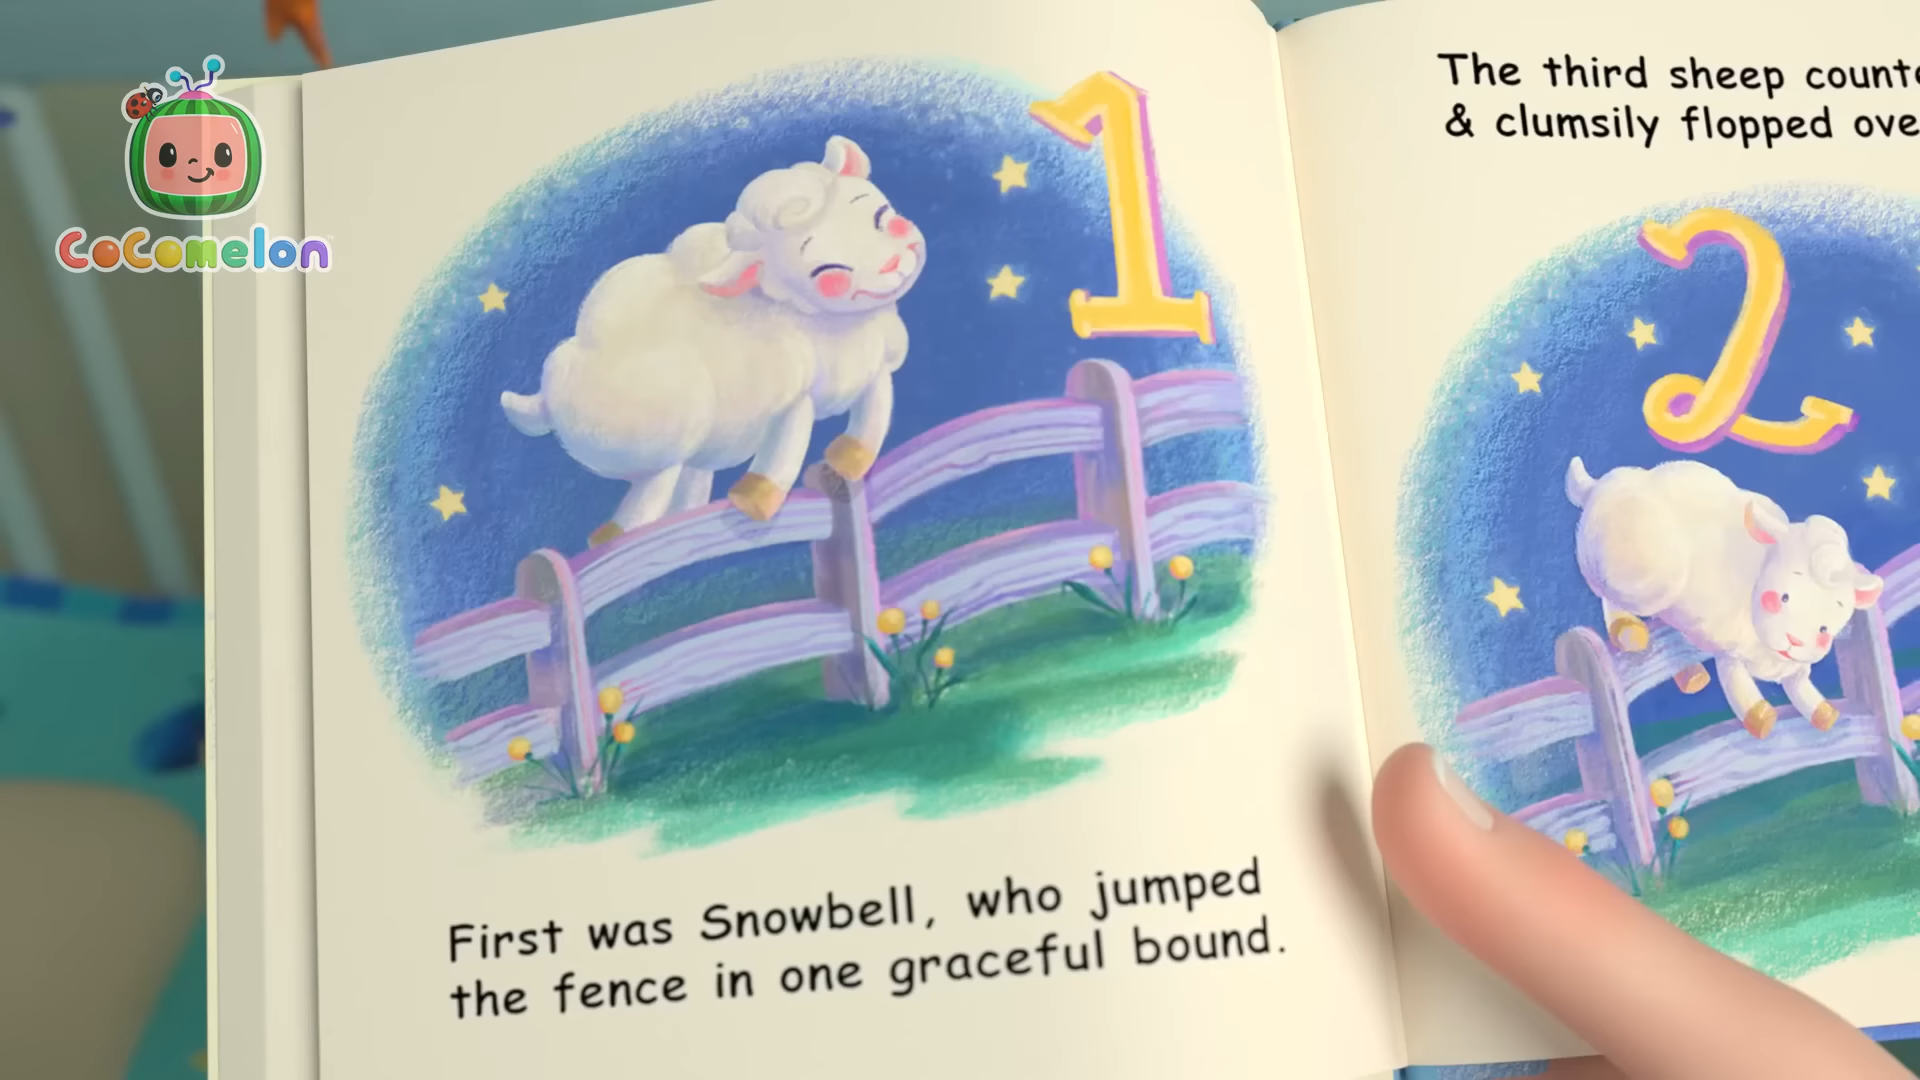 CoComelon
1
First was Snowbell, who jumped
the fence in one graceful bound.
The third sheep
& clumsily flopped
2